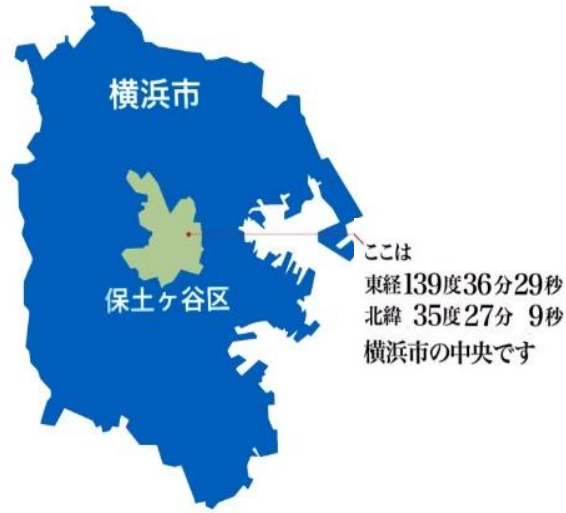 横浜市
保土ヶ谷区
ここは
東経139度36分29秒
北緯 35度27分 9秒
横浜市の中央です